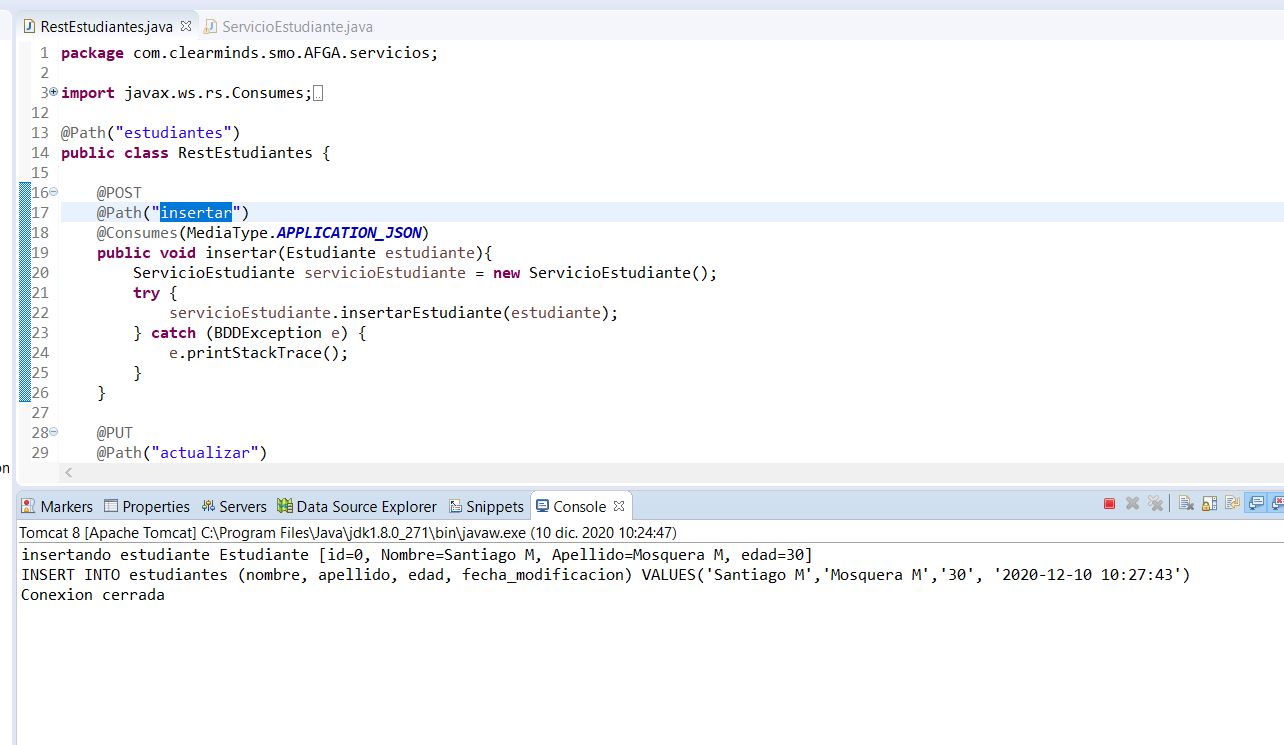 RestEstudiantes.java ServicioEstudiante.java
1 package com.clearminds.smo.AFGA.servicios;
2
3 import javax.ws.rs.Consumes;
12
13 @Path("estudiantes")
14 public class RestEstudiantes {
15
16 @POST
17 @Path("insertar")
18 @Consumes(MediaType.APPLICATION_JSON)
19 public void insertar(Estudiante estudiante){
20 ServicioEstudiante servicioEstudiante = new ServicioEstudiante();
21 try {
22 servicioEstudiante.insertarEstudiante(estudiante);
23 } catch (BDDException e) {
24 e.printStackTrace();
25 }
26 }
27
28 @PUT
29 @Path("actualizar")
on
Markers Properties Servers Data Source Explorer Snippets Console
Tomcat 8 [Apache Tomcat] C:\Program Files\Java\jdk1.8.0_271\bin\javaw.exe (10 dic. 2020 10:24:47)
insertando estudiante Estudiante [id=0, Nombre=Santiago M, Apellido=Mosquera M, edad=30]
INSERT INTO estudiantes (nombre, apellido, edad, fecha_modificacion) VALUES('Santiago M','Mosquera M','30', '2020-12-10 10:27:43')
Conexion cerrada